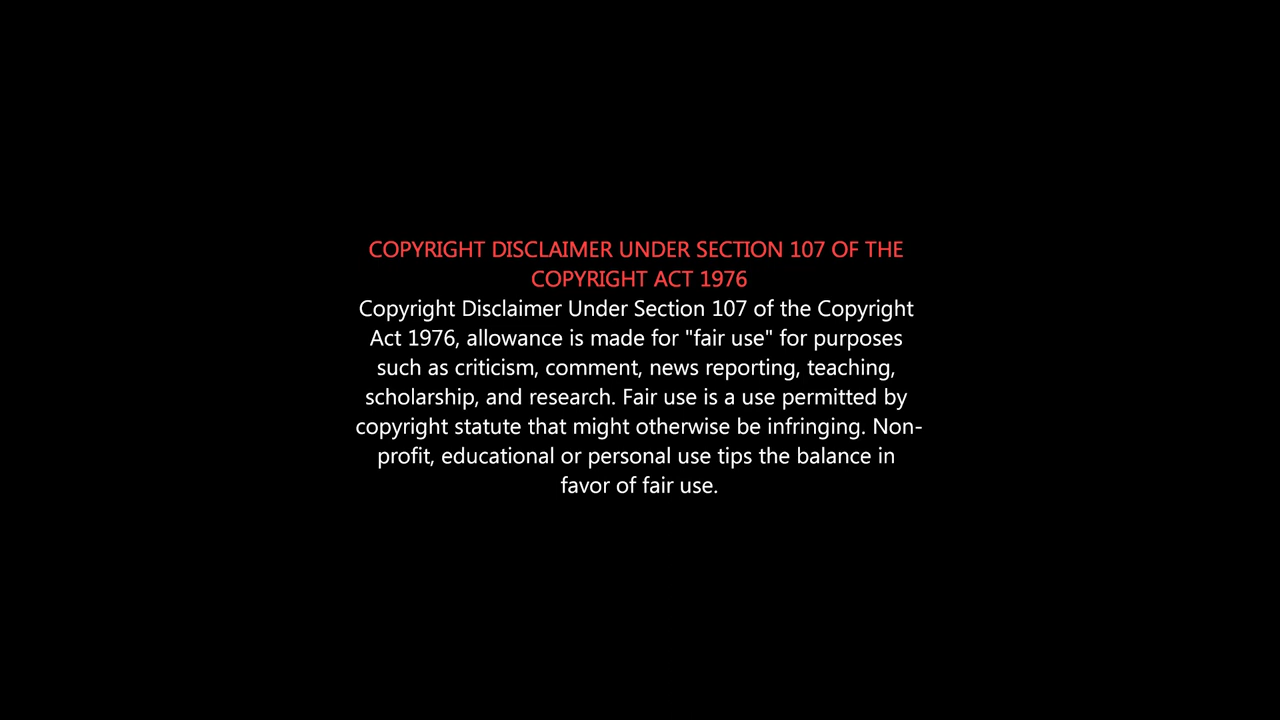 COPYRIGHT DISCLAIMER UNDER SECTION 107 OF THE
COPYRIGHT ACT 1976
Copyright Disclaimer Under Section 107 of the Copyright
Act 1976, allowance is made for "fair use" for purposes
such as criticism, comment, news reporting, teaching,
scholarship, and research. Fair use is a use permitted by
copyright statute that might otherwise be infringing. Non-
profit, educational or personal use tips the balance in
favor of fair use.